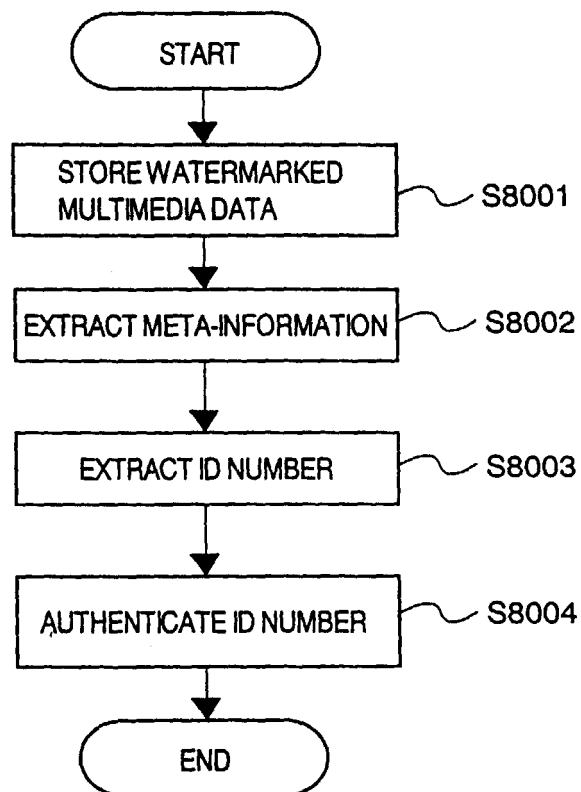 START
STORE WATERMARKED
MULTIMEDIA DATA
S8001
EXTRACT META-INFORMATION
S8002
EXTRACT ID NUMBER
S8003
AUTHENTICATE ID NUMBER
S8004
END